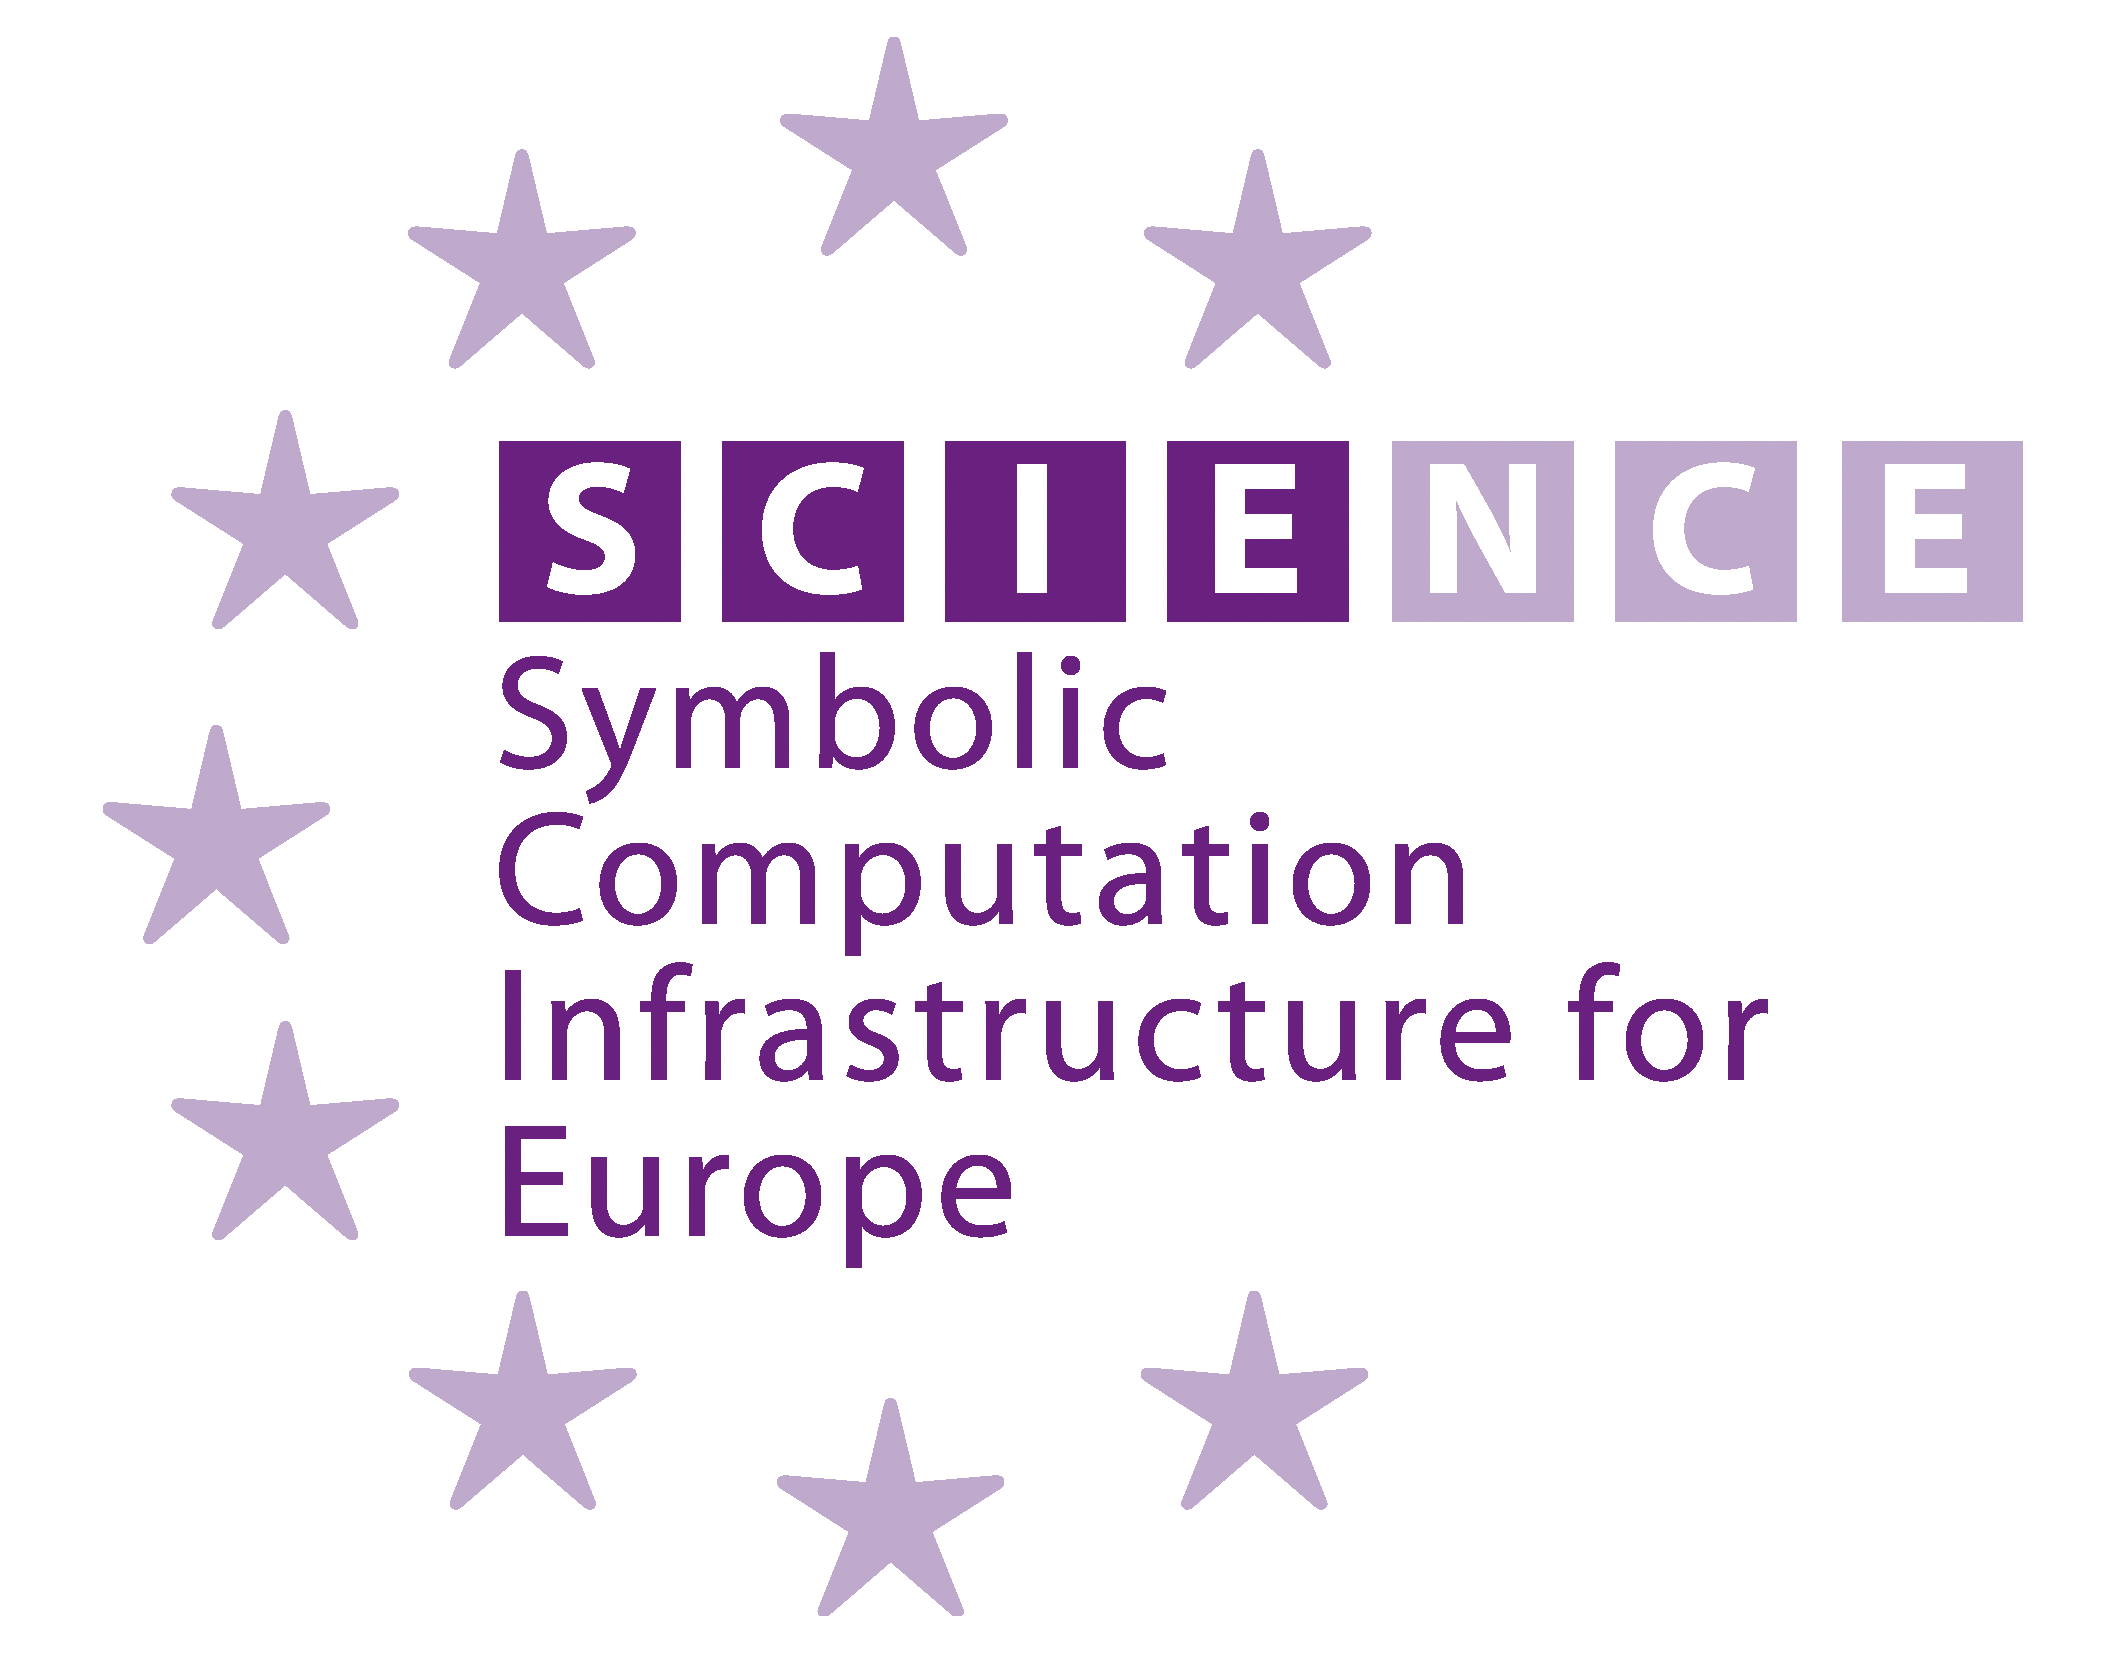 SCIENCE
Symbolic
Computation
Infrastructure for
Europe